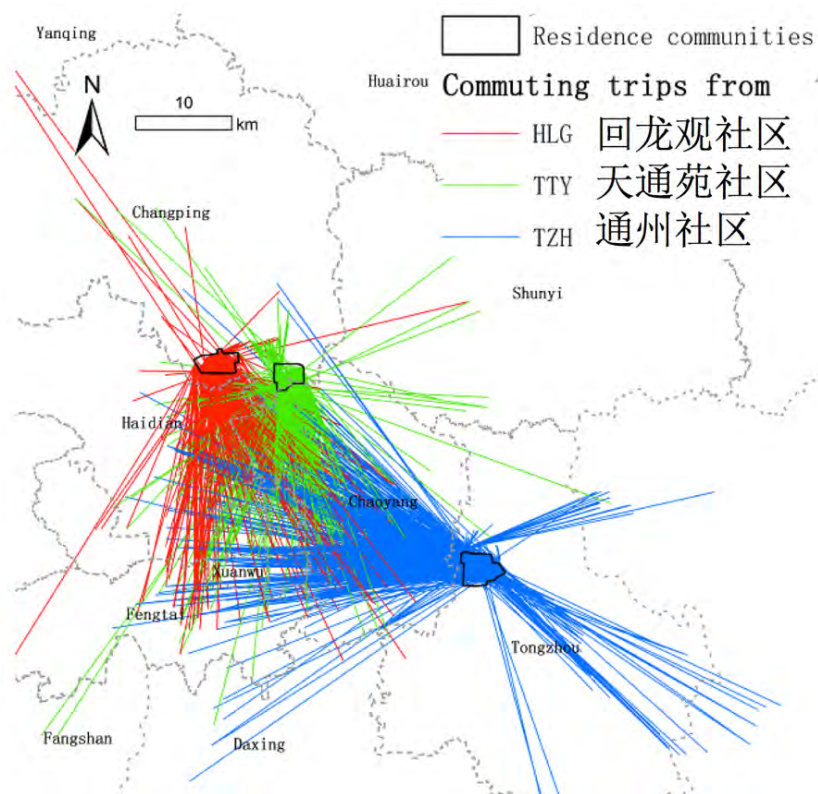 Yanqing
Residence communities
Huairou
Commuting trips from
N
10
km
HLG 回龙观社区
TTY 天通苑社区
TZH 通州社区
Changping
Shunyi
Haidian
Chaoyang
Xuanwu
Fengtai
Tongzhou
Fangshan
Daxing